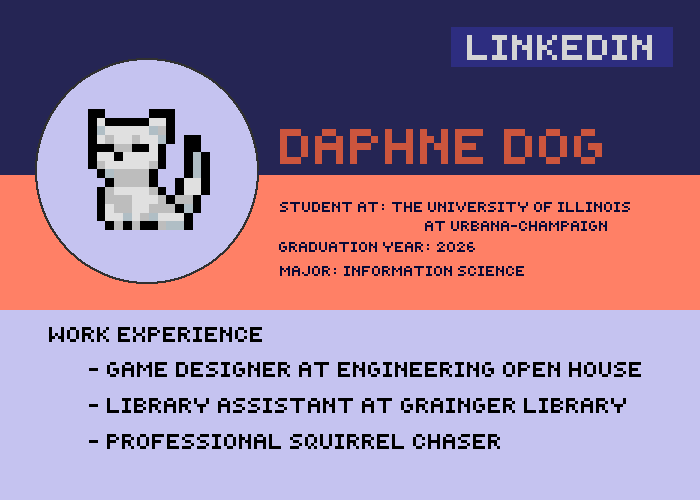 LINKEDIN
DAPHNE DOG
STUDENT AT: THE UNIVERSITY OF ILLINOIS
AT URBANA-CHAMPAIGN
GRADUATION YEAR: 2026
MAJOR: INFORMATION SCIENCE
WORK EXPERIENCE
- GAME DESIGNER AT ENGINEERING OPEN HOUSE
- LIBRARY ASSISTANT AT GRAINGER LIBRARY
- PROFESSIONAL SQUIRREL CHASER